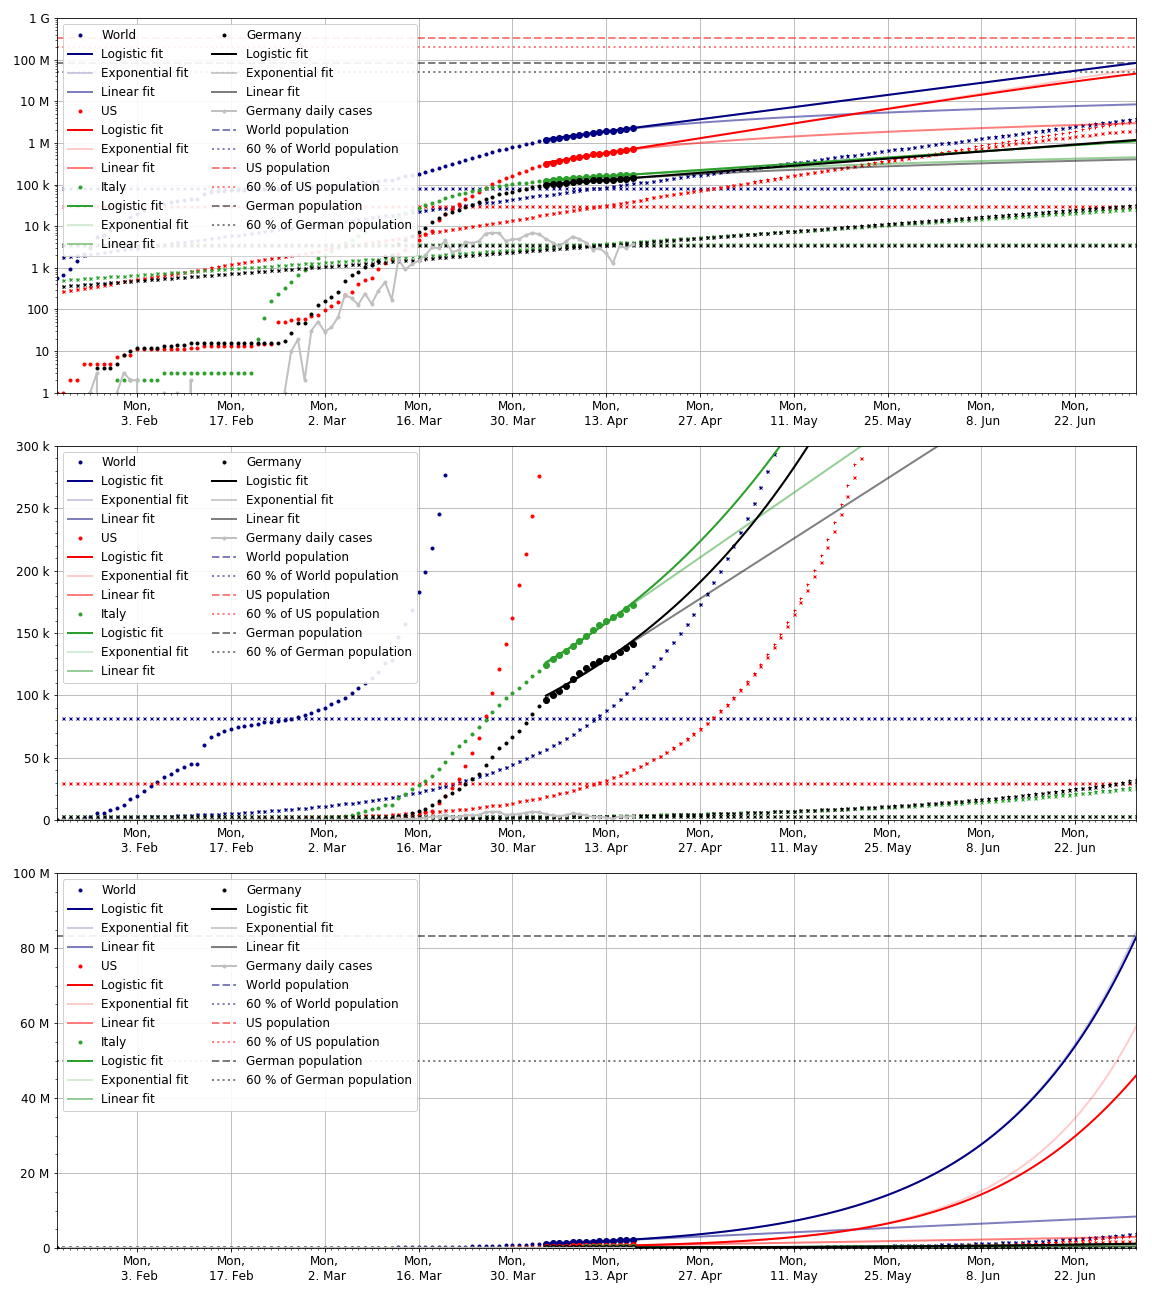 1 G
100 M
10 M
1 M
100 k
10 k
1 k
100
10
1
World
Logistic fit
Exponential fit
Linear fit
US
Logistic fit
Exponential fit
Linear fit
Italy
Logistic fit
Exponential fit
Linear fit
Germany
Logistic fit
Exponential fit
Linear fit
Germany daily cases
World population
60 % of World population
US population
60 % of US population
German population
60 % of German population
Mon,
3. Feb
Mon,
17. Feb
Mon,
2. Mar
Mon,
16. Mar
Mon,
30. Mar
Mon,
13. Apr
Mon,
27. Apr
Mon,
11. May
Mon,
25. May
Mon,
8. Jun
Mon,
22. Jun
300 k
250 k
200 k
150 k
100 k
50 k
0
World
Logistic fit
Exponential fit
Linear fit
US
Logistic fit
Exponential fit
Linear fit
Italy
Logistic fit
Exponential fit
Linear fit
Germany
Logistic fit
Exponential fit
Linear fit
Germany daily cases
World population
60 % of World population
US population
60 % of US population
German population
60 % of German population
Mon,
3. Feb
Mon,
17. Feb
Mon,
2. Mar
Mon,
16. Mar
Mon,
30. Mar
Mon,
13. Apr
Mon,
27. Apr
Mon,
11. May
Mon,
25. May
Mon,
8. Jun
Mon,
22. Jun
100 M
80 M
60 M
40 M
20 M
0
World
Logistic fit
Exponential fit
Linear fit
US
Logistic fit
Exponential fit
Linear fit
Italy
Logistic fit
Exponential fit
Linear fit
Germany
Logistic fit
Exponential fit
Linear fit
Germany daily cases
World population
60 % of World population
US population
60 % of US population
German population
60 % of German population
Mon,
3. Feb
Mon,
17. Feb
Mon,
2. Mar
Mon,
16. Mar
Mon,
30. Mar
Mon,
13. Apr
Mon,
27. Apr
Mon,
11. May
Mon,
25. May
Mon,
8. Jun
Mon,
22. Jun